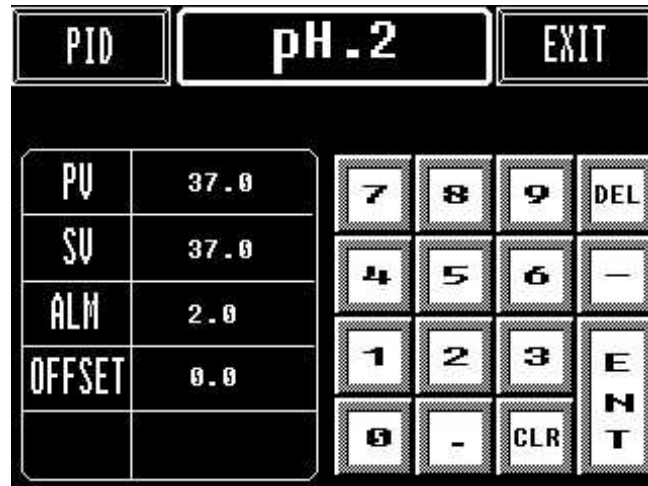 PID pH.2 EXIT
PV 37.0
SV 37.0
ALM 2.0
OFFSET 0.0
7 8 9 DEL
4 5 6 -
1 2 3 ENT
0 . CLR